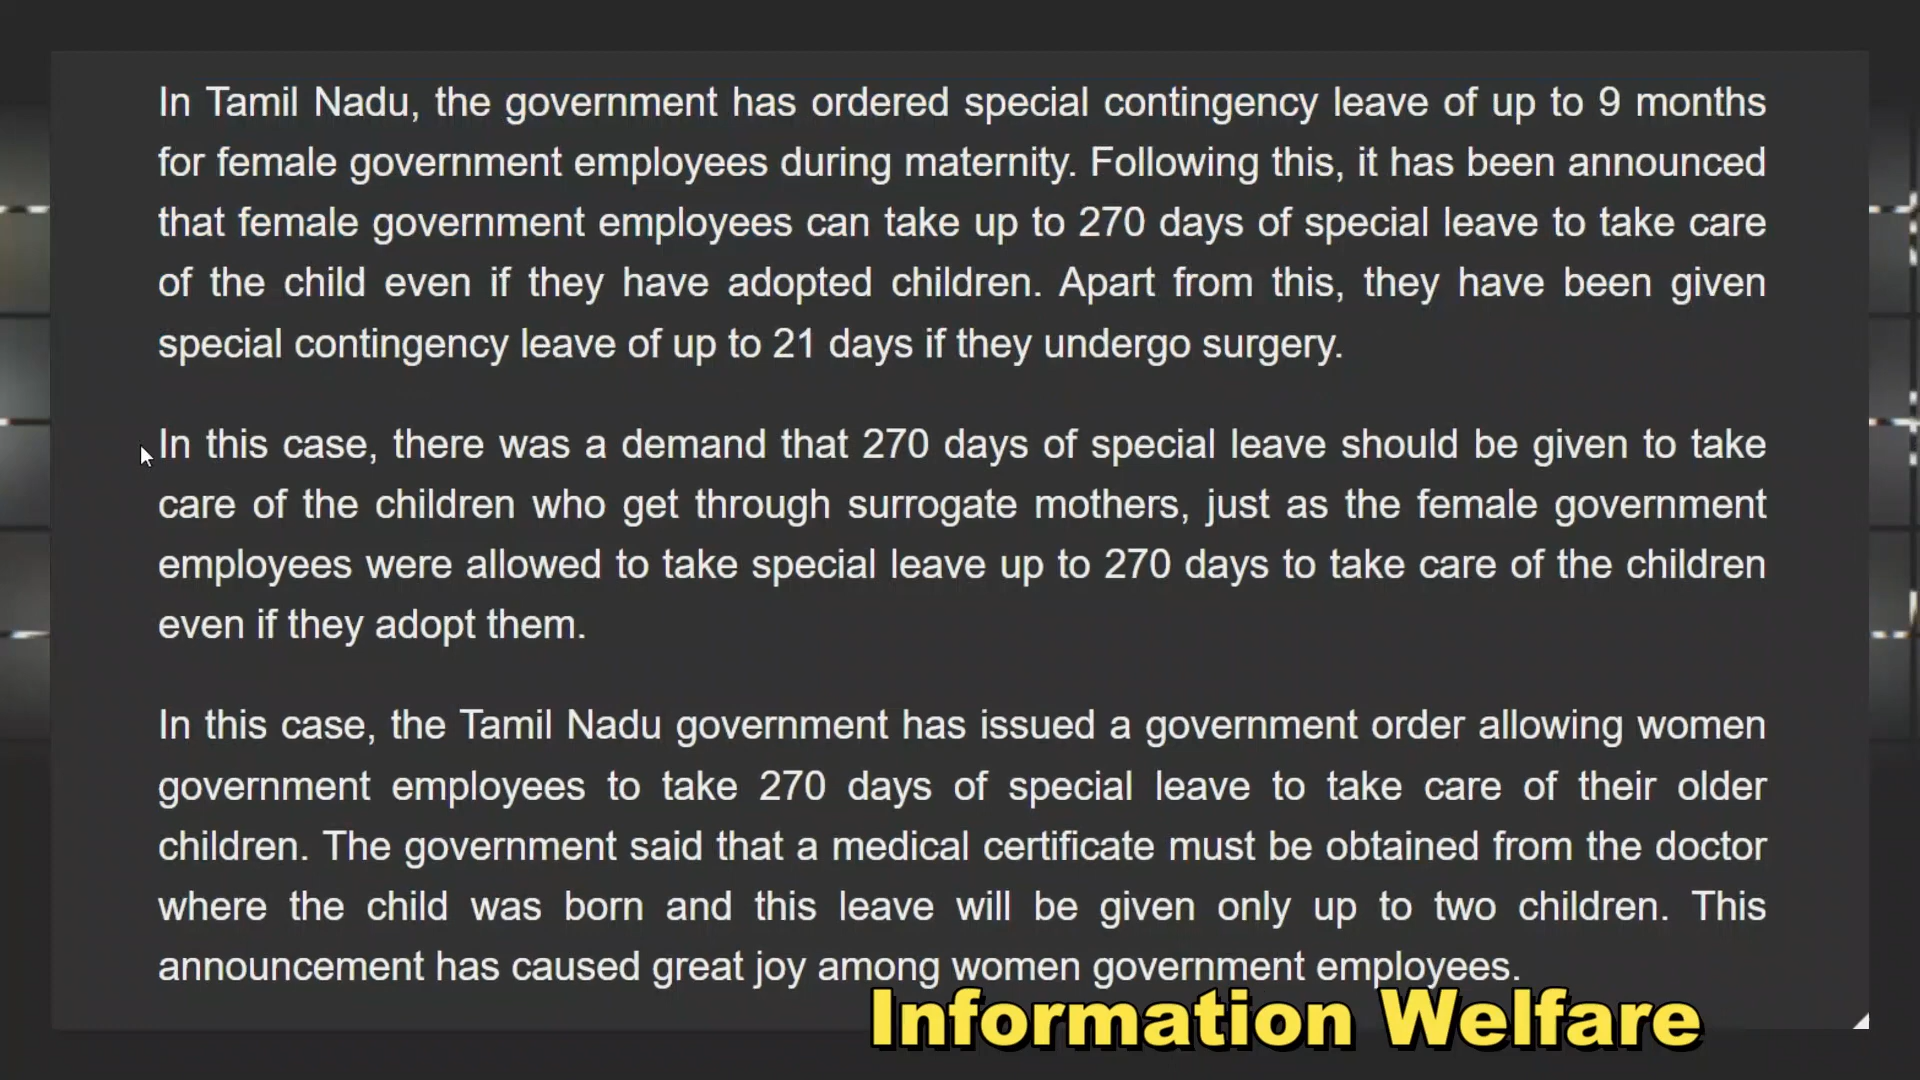 In Tamil Nadu, the government has ordered special contingency leave of up to 9 months
for female government employees during maternity. Following this, it has been announced
that female government employees can take up to 270 days of special leave to take care
of the child even if they have adopted children. Apart from this, they have been given
special contingency leave of up to 21 days if they undergo surgery.
In this case, there was a demand that 270 days of special leave should be given to take
care of the children who get through surrogate mothers, just as the female government
employees were allowed to take special leave up to 270 days to take care of the children
even if they adopt them.
In this case, the Tamil Nadu government has issued a government order allowing women
government employees to take 270 days of special leave to take care of their older
children. The government said that a medical certificate must be obtained from the doctor
where the child was born and this leave will be given only up to two children. This
announcement has caused great joy among women government employees.
Information Welfare